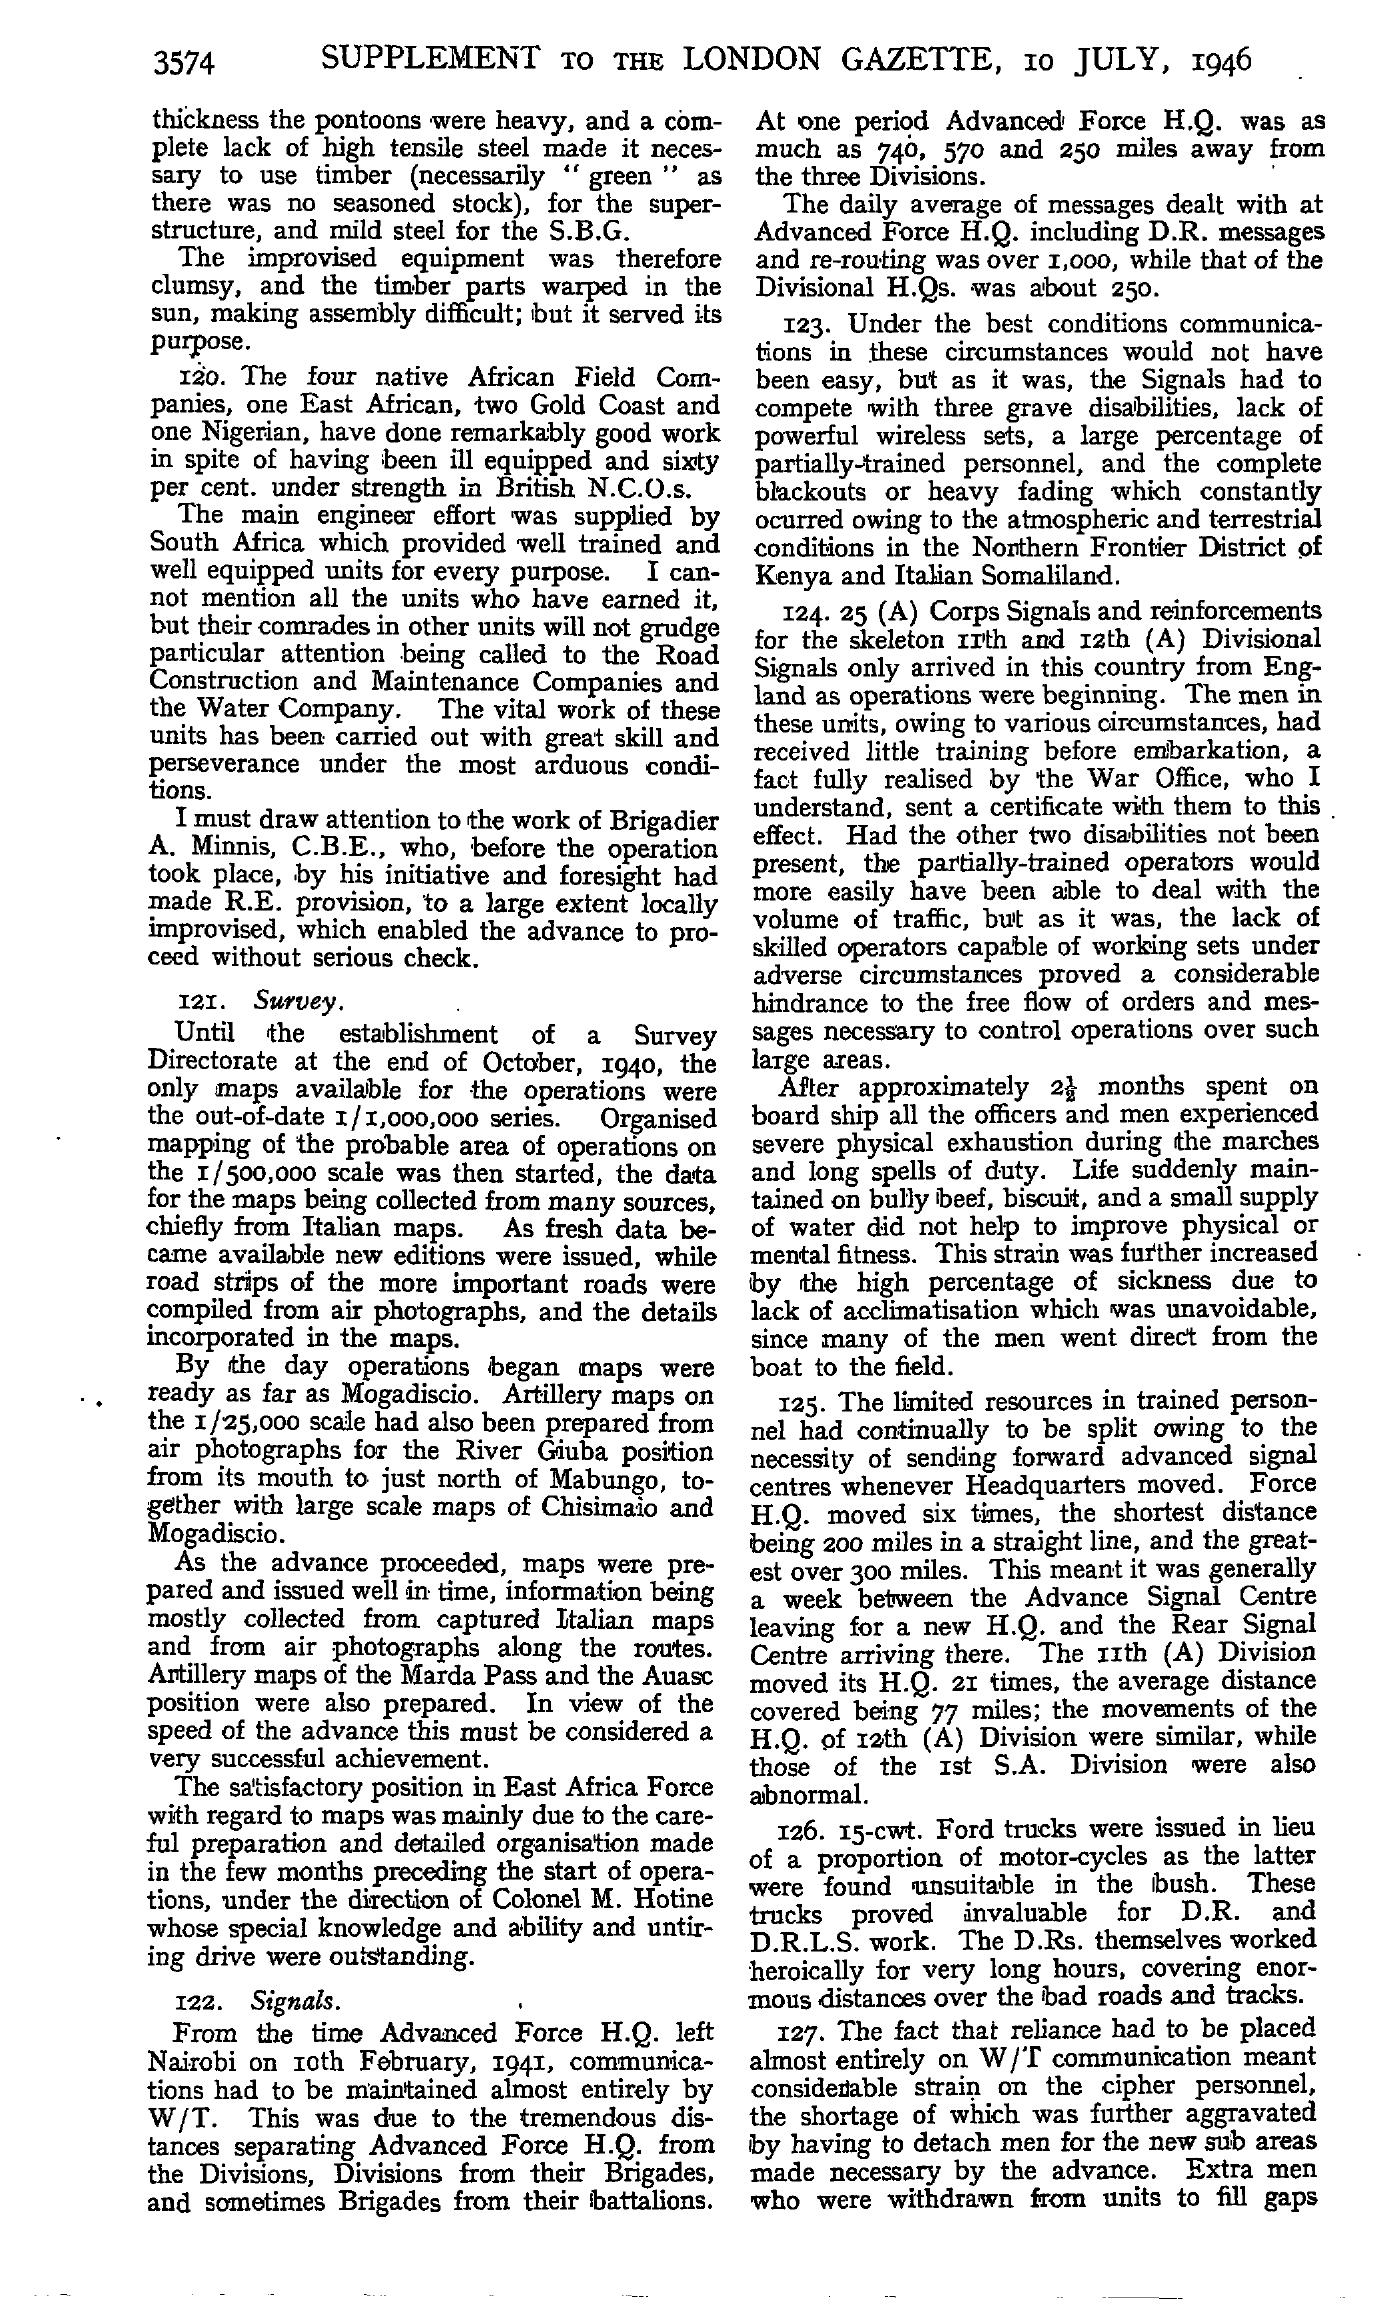 3574 SUPPLEMENT TO THE LONDON GAZETTE, 10 JULY, 1946
thickness the pontoons were heavy, and a com-
plete lack of high tensile steel made it neces-
sary to use timber (necessarily " green " as
there was no seasoned stock), for the super-
structure, and mild steel for the S.B.G.
The improvised equipment was therefore
clumsy, and the timber parts warped in the
sun, making assembly difficult; but it served its
purpose.
120. The four native African Field Com-
panies, one East African, two Gold Coast and
one Nigerian, have done remarkably good work
in spite of having been ill equipped and sixty
per cent. under strength in British N.C.O.s.
The main engineer effort was supplied by
South Africa which provided well trained and
well equipped units for every purpose. I can-
not mention all the units who have earned it,
but their comrades in other units will not grudge
particular attention being called to the Road
Construction and Maintenance Companies and
the Water Company. The vital work of these
units has been carried out with great skill and
perseverance under the most arduous condi-
tions.
I must draw attention to the work of Brigadier
A. Minnis, C.B.E., who, before the operation
took place, by his initiative and foresight had
made R.E. provision, to a large extent locally
improvised, which enabled the advance to pro-
ceed without serious check.
121. Survey.
Until the establishment of a Survey
Directorate at the end of October, 1940, the
only maps available for the operations were
the out-of-date 1/1,000,000 series. Organised
mapping of the probable area of operations on
the 1/500,000 scale was then started, the data
for the maps being collected from many sources,
chiefly from Italian maps. As fresh data be-
came available new editions were issued, while
road strips of the more important roads were
compiled from air photographs, and the details
incorporated in the maps.
By the day operations began maps were
ready as far as Mogadiscio. Artillery maps on
the 1/25,000 scale had also been prepared from
air photographs for the River Giuba position
from its mouth to just north of Mabungo, to-
gether with large scale maps of Chisimaio and
Mogadiscio.
As the advance proceeded, maps were pre-
pared and issued well in time, information being
mostly collected from captured Italian maps
and from air photographs along the routes.
Artillery maps of the Marda Pass and the Auasc
position were also prepared. In view of the
speed of the advance this must be considered a
very successful achievement.
The satisfactory position in East Africa Force
with regard to maps was mainly due to the care-
ful preparation and detailed organisation made
in the few months preceding the start of opera-
tions, under the direction of Colonel M. Hotine
whose special knowledge and ability and untir-
ing drive were outstanding.
122. Signals.
From the time Advanced Force H.Q. left
Nairobi on 10th February, 1941, communica-
tions had to be maintained almost entirely by
W/T. This was due to the tremendous dis-
tances separating Advanced Force H.Q. from
the Divisions, Divisions from their Brigades,
and sometimes Brigades from their battalions.
At one period Advanced Force H.Q. was as
much as 740, 570 and 250 miles away from
the three Divisions.
The daily average of messages dealt with at
Advanced Force H.Q. including D.R. messages
and re-routing was over 1,000, while that of the
Divisional H.Qs. was about 250.
123. Under the best conditions communica-
tions in these circumstances would not have
been easy, but as it was, the Signals had to
compete with three grave disabilities, lack of
powerful wireless sets, a large percentage of
partially-trained personnel, and the complete
blackouts or heavy fading which constantly
ocurred owing to the atmospheric and terrestrial
conditions in the Northern Frontier District of
Kenya and Italian Somaliland.
124. 25 (A) Corps Signals and reinforcements
for the skeleton 11th and 12th (A) Divisional
Signals only arrived in this country from Eng-
land as operations were beginning. The men in
these units, owing to various circumstances, had
received little training before embarkation, a
fact fully realised by the War Office, who I
understand, sent a certificate with them to this
effect. Had the other two disabilities not been
present, the partially-trained operators would
more easily have been able to deal with the
volume of traffic, but as it was, the lack of
skilled operators capable of working sets under
adverse circumstances proved a considerable
hindrance to the free flow of orders and mes-
sages necessary to control operations over such
large areas.
After approximately 2½ months spent on
board ship all the officers and men experienced
severe physical exhaustion during the marches
and long spells of duty. Life suddenly main-
tained on bully beef, biscuit, and a small supply
of water did not help to improve physical or
mental fitness. This strain was further increased
by the high percentage of sickness due to
lack of acclimatisation which was unavoidable,
since many of the men went direct from the
boat to the field.
125. The limited resources in trained person-
nel had continually to be split owing to the
necessity of sending forward advanced signal
centres whenever Headquarters moved. Force
H.Q. moved six times, the shortest distance
being 200 miles in a straight line, and the great-
est over 300 miles. This meant it was generally
a week between the Advance Signal Centre
leaving for a new H.Q. and the Rear Signal
Centre arriving there. The 11th (A) Division
moved its H.Q. 21 times, the average distance
covered being 77 miles; the movements of the
H.Q. of 12th (A) Division were similar, while
those of the 1st S.A. Division were also
abnormal.
126. 15-cwt. Ford trucks were issued in lieu
of a proportion of motor-cycles as the latter
were found unsuitable in the bush. These
trucks proved invaluable for D.R. and
D.R.L.S. work. The D.Rs. themselves worked
heroically for very long hours, covering enor-
mous distances over the bad roads and tracks.
127. The fact that reliance had to be placed
almost entirely on W/T communication meant
considerable strain on the cipher personnel,
the shortage of which was further aggravated
by having to detach men for the new sub areas
made necessary by the advance. Extra men
who were withdrawn from units to fill gaps